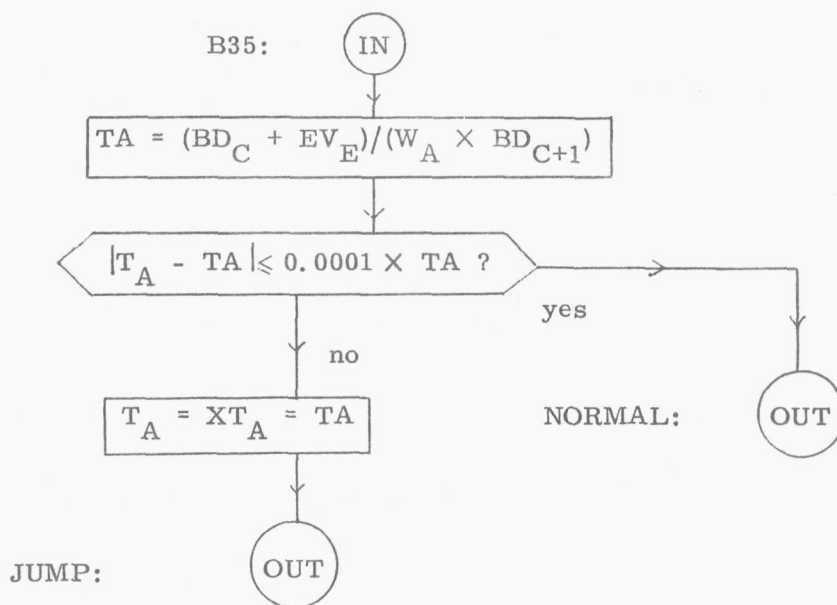 B35: IN
TA = (BD_C + EV_E)/(W_A × BD_{C+1})
|T_A - TA| ⩽ 0.0001 × TA ?
yes
no
T_A = XT_A = TA
NORMAL: OUT
JUMP: OUT